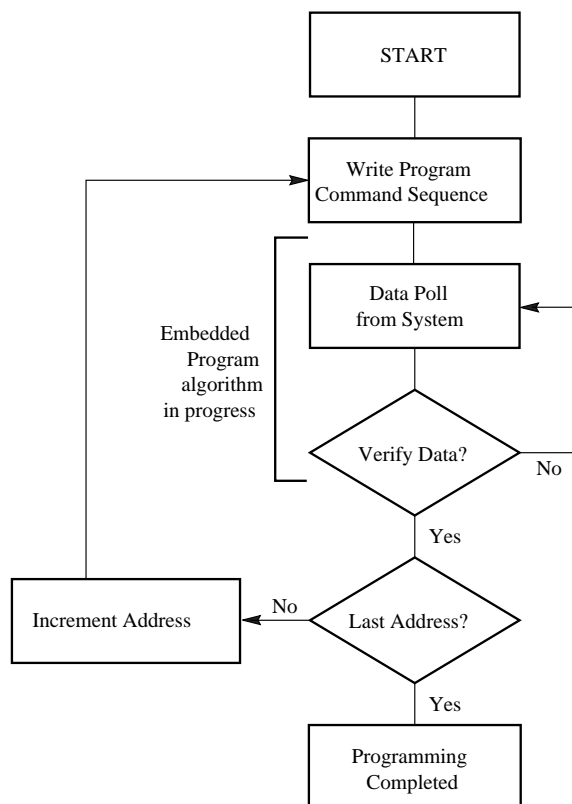 START
Write Program
Command Sequence
Data Poll
from System
Embedded
Program
algorithm
in progress
Verify Data?
No
Yes
Increment Address
No
Last Address?
Yes
Programming
Completed